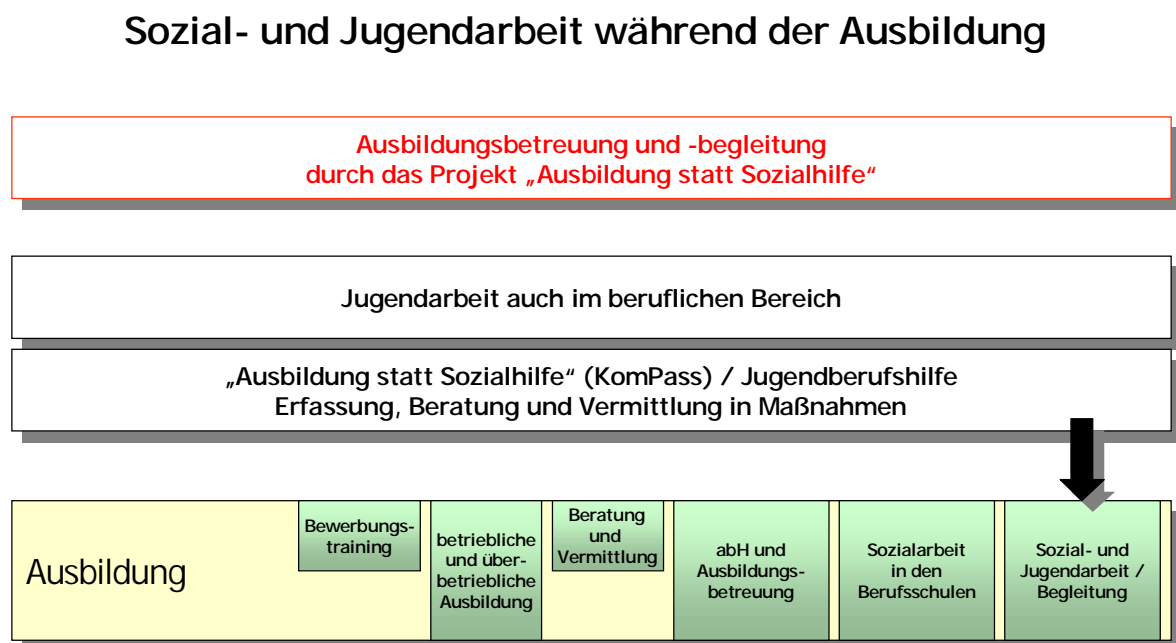 Sozial- und Jugendarbeit während der Ausbildung
Ausbildungsbetreuung und -begleitung
durch das Projekt „Ausbildung statt Sozialhilfe“
Jugendarbeit auch im beruflichen Bereich
„Ausbildung statt Sozialhilfe“ (KomPass) / Jugendberufshilfe
Erfassung, Beratung und Vermittlung in Maßnahmen
Ausbildung
Bewerbungs-
training
betriebliche
und über-
betriebliche
Ausbildung
Beratung
und
Vermittlung
abH und
Ausbildungs-
betreuung
Sozialarbeit
in den
Berufsschulen
Sozial- und
Jugendarbeit /
Begleitung